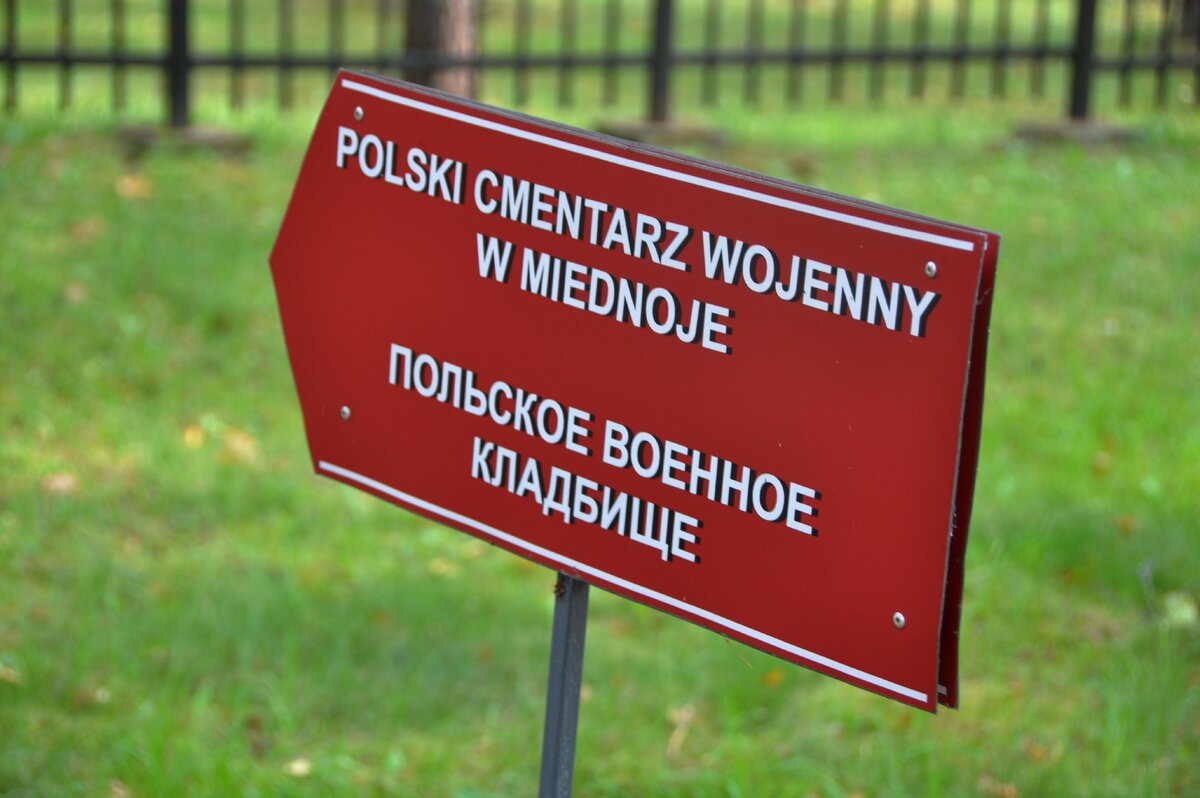 POLSKI CMENTARZ WOJENNY
W MIEDNOJE
ПОЛЬСКОЕ ВОЕННОЕ
КЛАДБИЩЕ